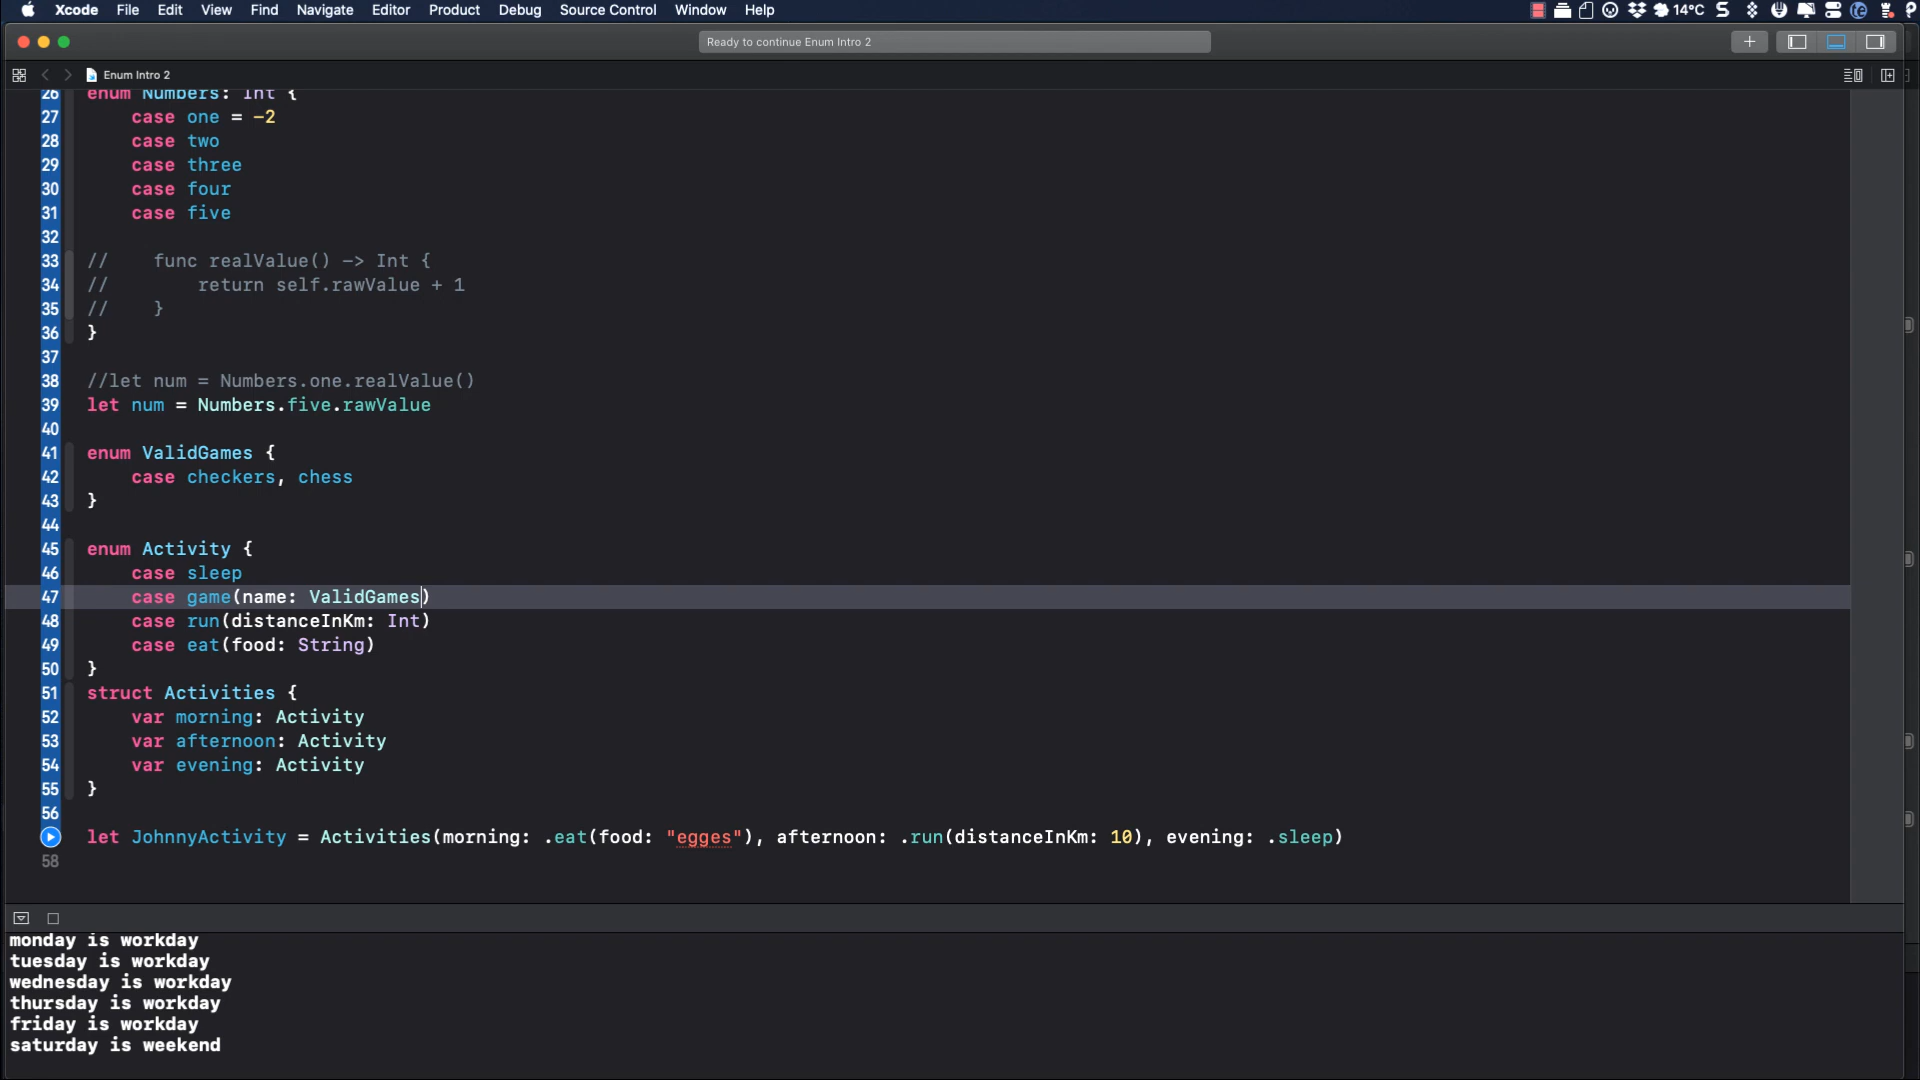 Xcode File Edit View Find Navigate Editor Product Debug Source Control Window Help 14°C
Ready to continue Enum Intro 2
Enum Intro 2
26 enum Numbers: Int {
27 case one = -2
28 case two
29 case three
30 case four
31 case five
32
33 // func realValue() -> Int {
34 // return self.rawValue + 1
35 // }
36 }
37
38 //let num = Numbers.one.realValue()
39 let num = Numbers.five.rawValue
40
41 enum ValidGames {
42 case checkers, chess
43 }
44
45 enum Activity {
46 case sleep
47 case game(name: ValidGames)
48 case run(distanceInKm: Int)
49 case eat(food: String)
50 }
51 struct Activities {
52 var morning: Activity
53 var afternoon: Activity
54 var evening: Activity
55 }
56
let JohnnyActivity = Activities(morning: .eat(food: "egges"), afternoon: .run(distanceInKm: 10), evening: .sleep)
58
monday is workday
tuesday is workday
wednesday is workday
thursday is workday
friday is workday
saturday is weekend